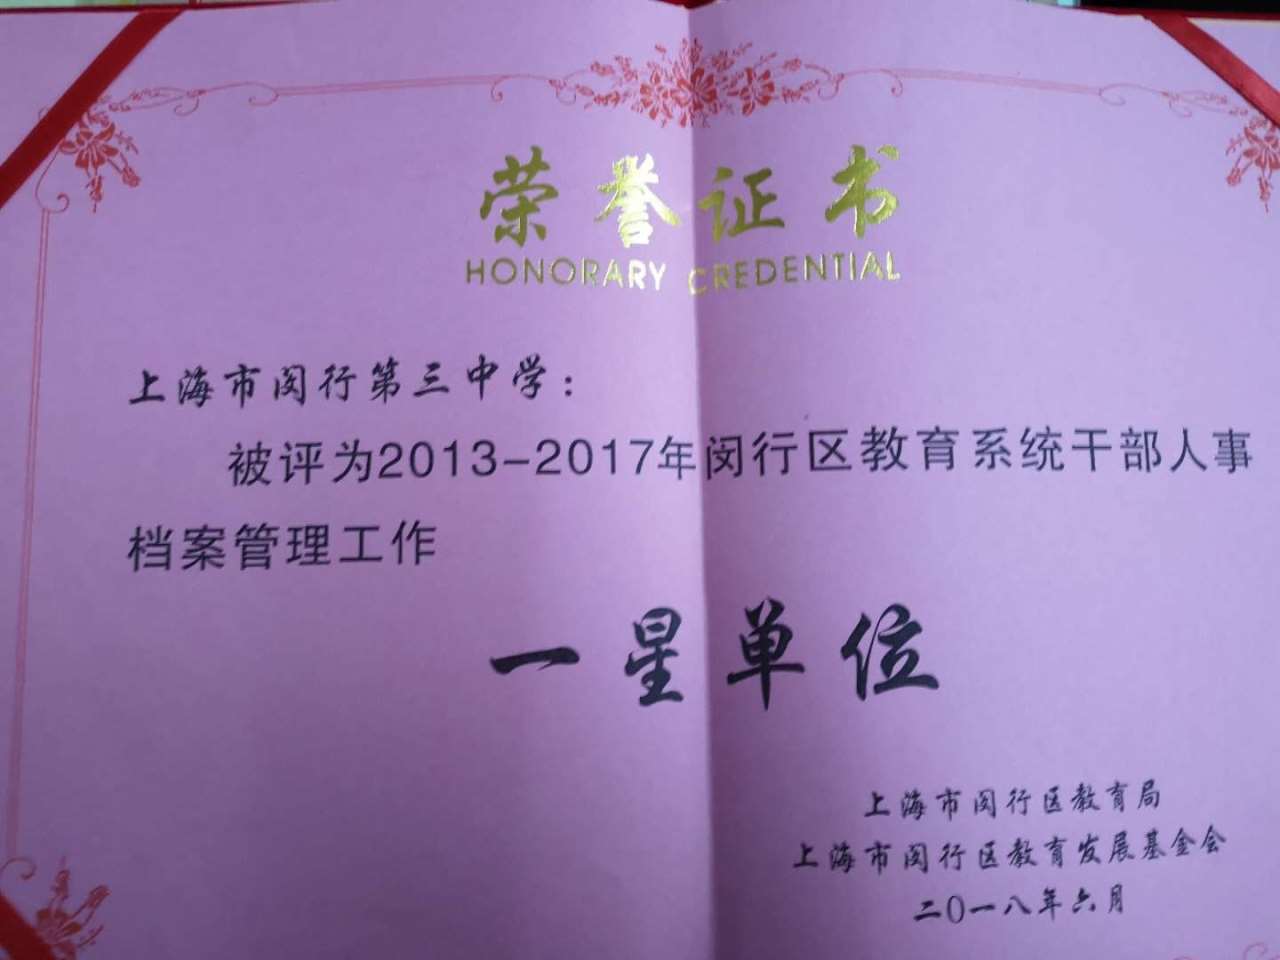 荣誉证书
HONORARY CREDENTIAL
上海市闵行第三中学：
被评为2013-2017年闵行区教育系统干部人事
档案管理工作
一星单位
上海市闵行区教育局
上海市闵行区教育发展基金会
二〇一八年六月